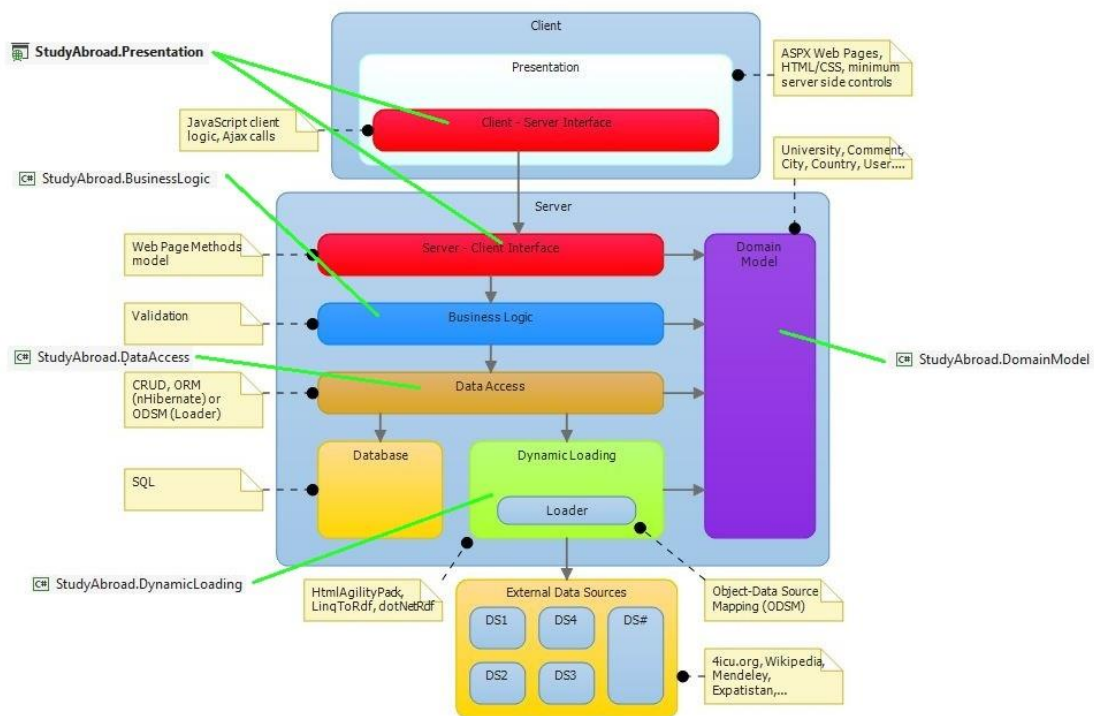 Client
StudyAbroad.Presentation
Presentation
ASPX Web Pages,
HTML/CSS, minimum
server side controls
JavaScript client
logic, Ajax calls
Client - Server Interface
University, Comment,
City, Country, User....
C# StudyAbroad.BusinessLogic
Server
Web Page Methods
model
Server - Client Interface
Domain
Model
Validation
Business Logic
C# StudyAbroad.DataAccess
C# StudyAbroad.DomainModel
CRUD, ORM
(nHibernate) or
ODSM (Loader)
Data Access
Database
Dynamic Loading
SQL
Loader
C# StudyAbroad.DynamicLoading
HtmlAgilityPack,
LinqToRdf, dotNetRdf
External Data Sources
Object-Data Source
Mapping (ODSM)
DS1
DS4
DS#
DS2
DS3
4icu.org, Wikipedia,
Mendeley,
Expatistan,...